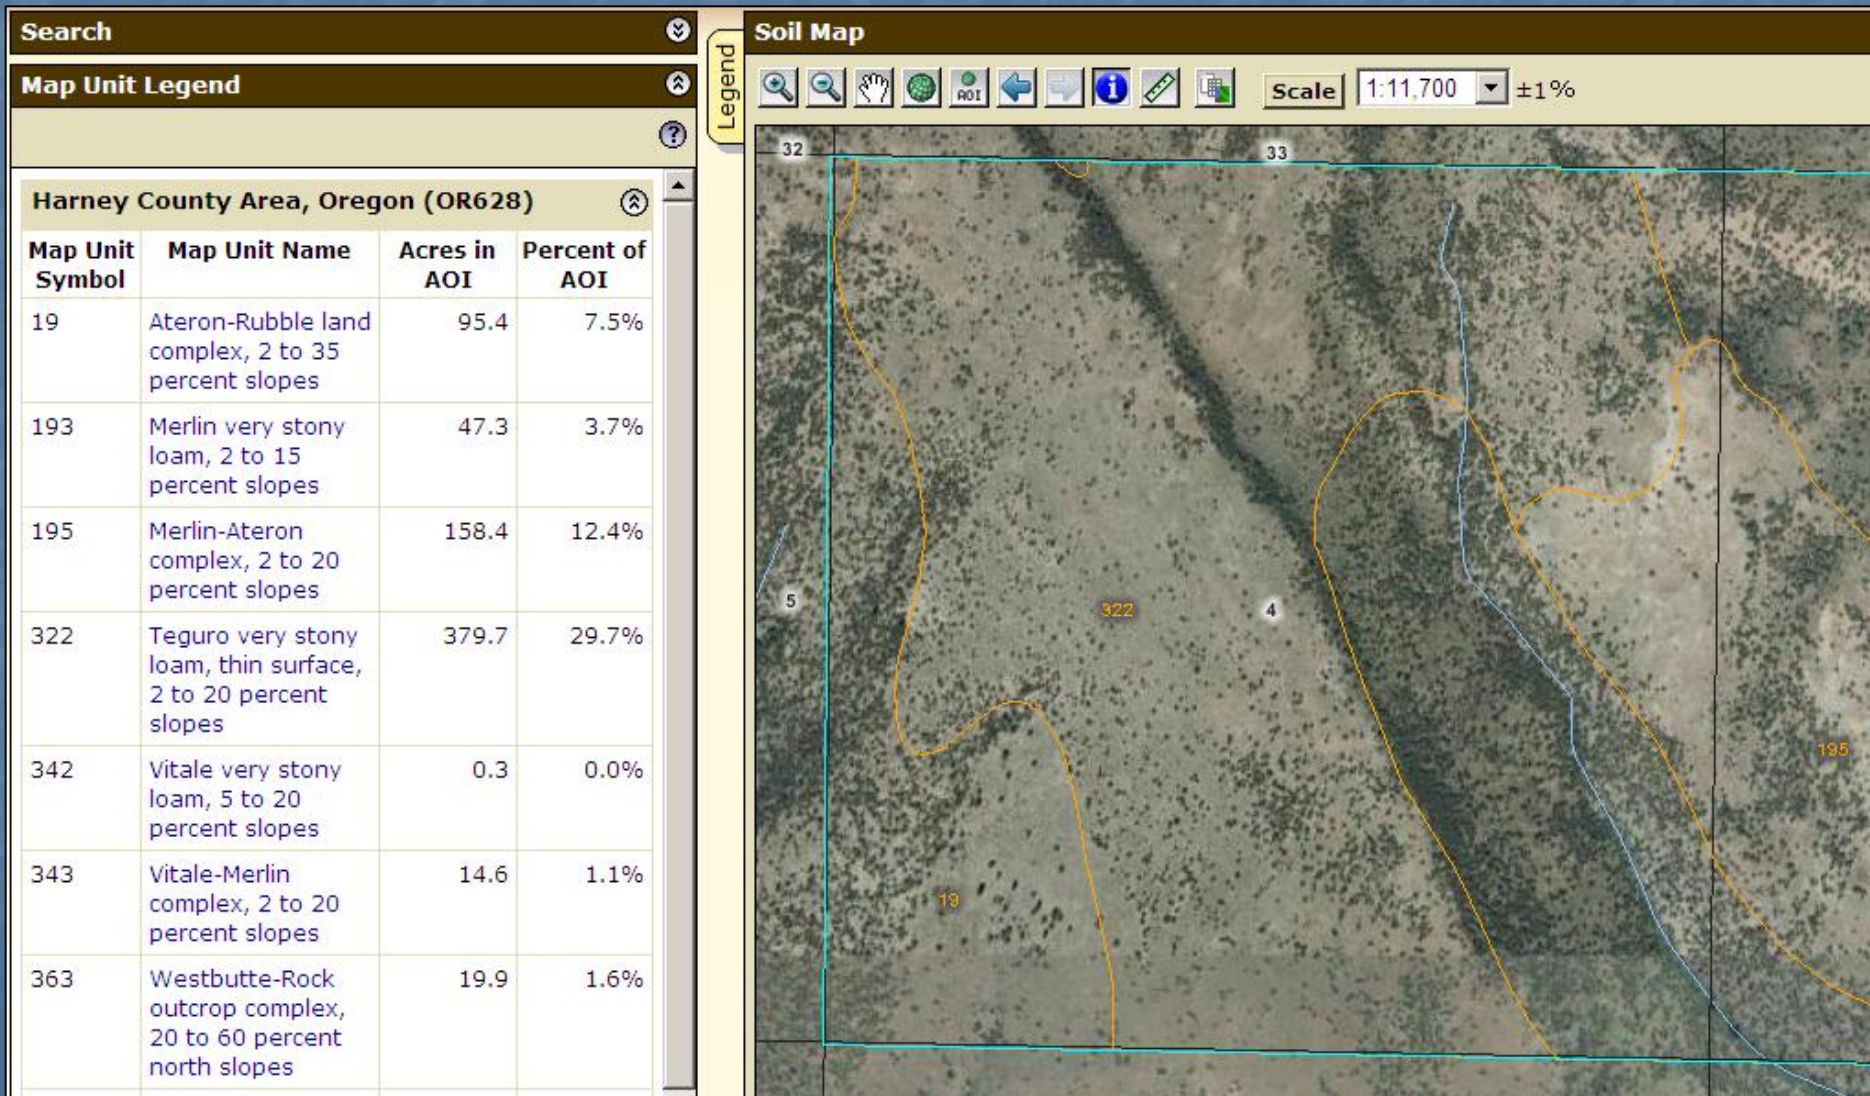 Search
Map Unit Legend
?
Harney County Area, Oregon (OR628)
Map Unit Symbol
Map Unit Name
Acres in AOI
Percent of AOI
19
Ateron-Rubble land
complex, 2 to 35
percent slopes
95.4
7.5%
193
Merlin very stony
loam, 2 to 15
percent slopes
47.3
3.7%
195
Merlin-Ateron
complex, 2 to 20
percent slopes
158.4
12.4%
322
Teguro very stony
loam, thin surface,
2 to 20 percent
slopes
379.7
29.7%
342
Vitale very stony
loam, 5 to 20
percent slopes
0.3
0.0%
343
Vitale-Merlin
complex, 2 to 20
percent slopes
14.6
1.1%
363
Westbutte-Rock
outcrop complex,
20 to 60 percent
north slopes
19.9
1.6%
Legend
Soil Map
AOI
i
Scale
1:11,700
±1%
32
33
5
322
4
195
19